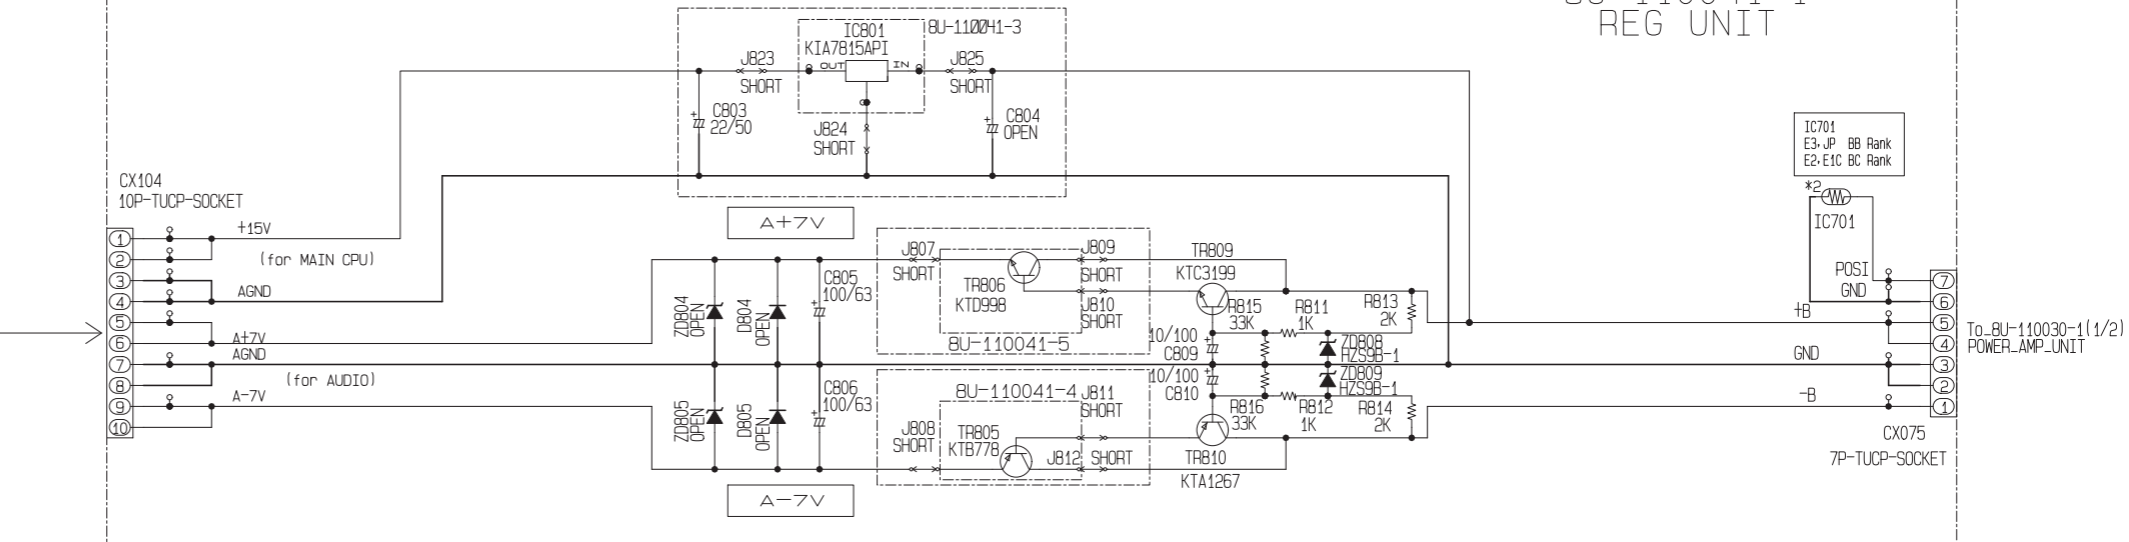 REG UNIT
8U-110041-3
IC801
KIA7815API
OUT
IN
J823
SHORT
J825
SHORT
C803
22/50
J824
SHORT
C804
OPEN
IC701
E3,JP BB Rank
E2,E1C BC Rank
*2
IC701
CX104
10P-TUCP-SOCKET
1
2
3
4
5
6
7
8
9
10
+15V
(for MAIN CPU)
AGND
A+7V
AGND
(for AUDIO)
A-7V
A+7V
ZD804
OPEN
D804
OPEN
C805
100/63
ZD805
OPEN
D805
OPEN
C806
100/63
J807
SHORT
TR806
KTD998
J809
SHORT
J810
SHORT
8U-110041-5
TR809
KTC3199
R815
33K
R811
1K
R813
2K
10/100
C809
ZD808
HZS9B-1
8U-110041-4
J811
SHORT
10/100
C810
ZD809
HZS9B-1
J808
SHORT
TR805
KTB778
J812
SHORT
R816
33K
R812
1K
R814
2K
TR810
KTA1267
A-7V
POSI
GND
+B
GND
-B
7
6
5
4
3
2
1
To_8U-110030-1(1/2)
POWER_AMP_UNIT
CX075
7P-TUCP-SOCKET